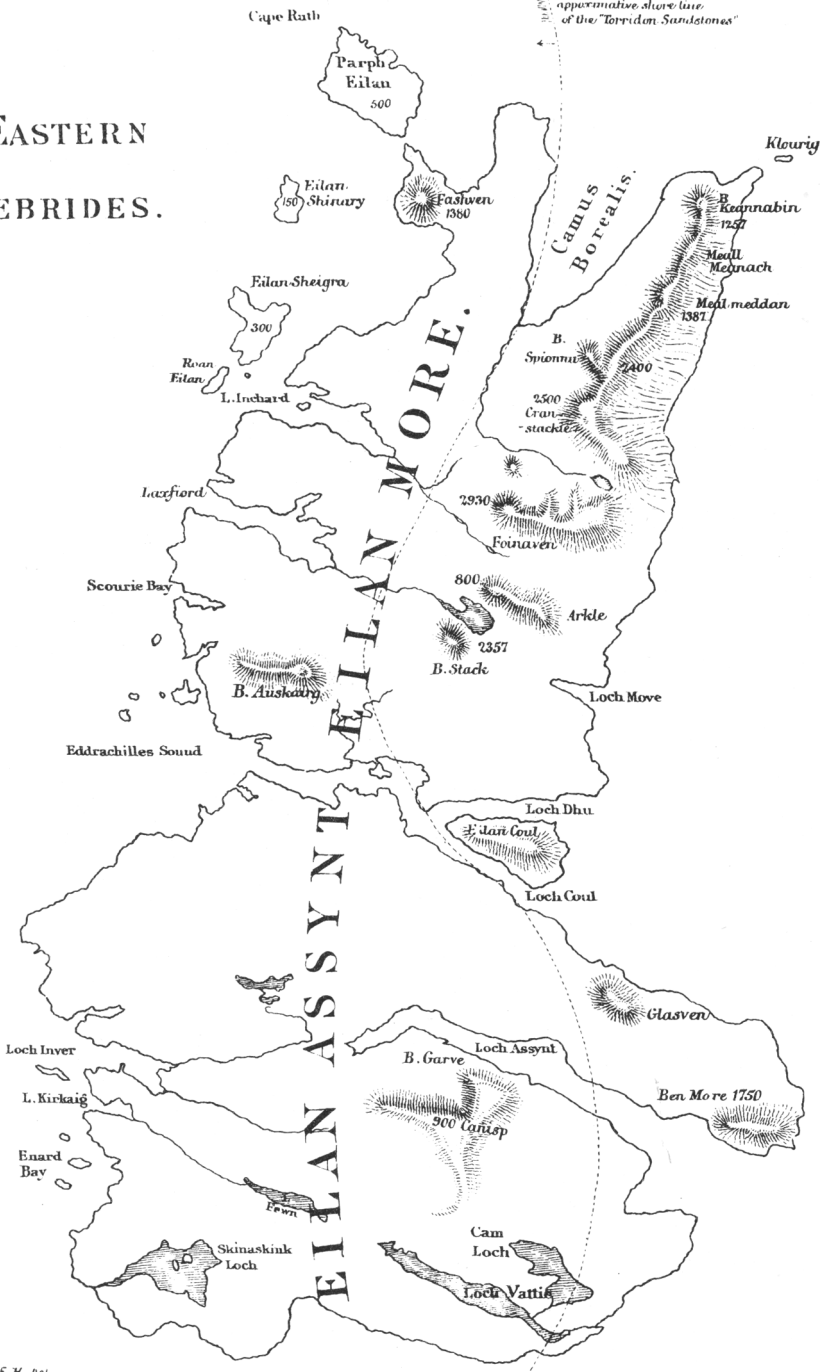 Cape Rath
approximative shore line
of the "Torridon Sandstones"
Parph
Eilan
500
EASTERN
EBRIDES.
Klourig
Eilan
Shinary
150
Fashven
1380
Camus
Borealis.
B.
Keannabin
1257
Meall
Meanach
Meal meddan
1387
Eilan Sheigra
300
B.
Spionnu
2400
Roan
Eilan
L. Inchard
2500
Cran-
-stackie
EILAN MORE.
Laxfiord
2930
Foinaven
Scourie Bay
800
Arkle
2357
B. Stack
B. Auskairg
Loch Move
Eddrachilles Sound
Loch Dhu
Eilan Coul
Loch Coul
EILAN ASSYNT
Glasven
Loch Inver
Loch Assynt
B. Garve
L. Kirkaig
Ben More 1750
900 Canisp
Enard
Bay
Fewn
Skinaskink
Loch
Cam
Loch
Loch Vattie